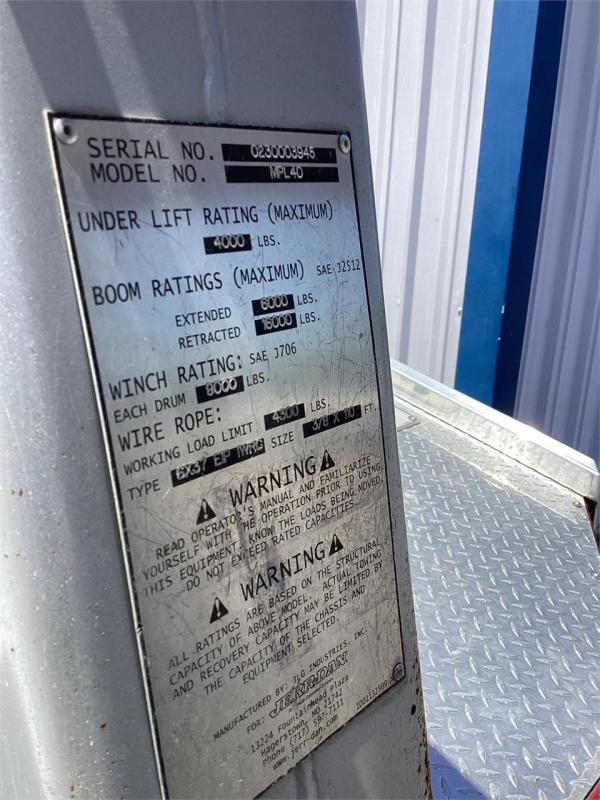 SERIAL NO. 0230003945
MODEL NO. MPL40
UNDER LIFT RATING (MAXIMUM)
4000 LBS.
BOOM RATINGS (MAXIMUM) SAE J2512
EXTENDED 6000 LBS.
RETRACTED 16000 LBS.
WINCH RATING: SAE J706
EACH DRUM 8000 LBS.
WIRE ROPE:
WORKING LOAD LIMIT 4300 LBS.
TYPE 6X37 EIP IWRC SIZE 3/8 X 110 FT.
WARNING
READ OPERATOR'S MANUAL AND FAMILIARIZE
YOURSELF WITH THE OPERATION PRIOR TO USING
THIS EQUIPMENT. KNOW THE LOADS BEING MOVED.
DO NOT EXCEED RATED CAPACITIES.
WARNING
ALL RATINGS ARE BASED ON THE STRUCTURAL
CAPACITY OF ABOVE MODEL. ACTUAL TOWING
AND RECOVERY CAPACITY MAY BE LIMITED BY
THE CAPACITY OF THE CHASSIS AND
EQUIPMENT SELECTED.
MANUFACTURED BY: JLG INDUSTRIES, INC.
FOR: JERR-DAN
13224 Fountainhead Plaza
Hagerstown, MD 21742
Phone (717) 597-7111
www.jerr-dan.com